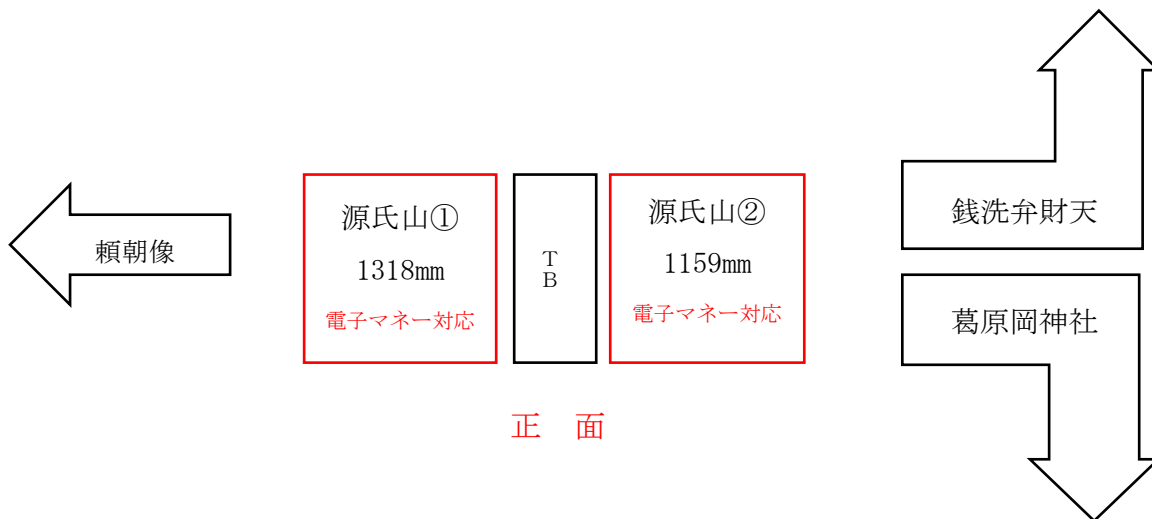 頼朝像
源氏山①
1318mm
電子マネー対応
TB
源氏山②
1159mm
電子マネー対応
銭洗弁財天
葛原岡神社
正 面